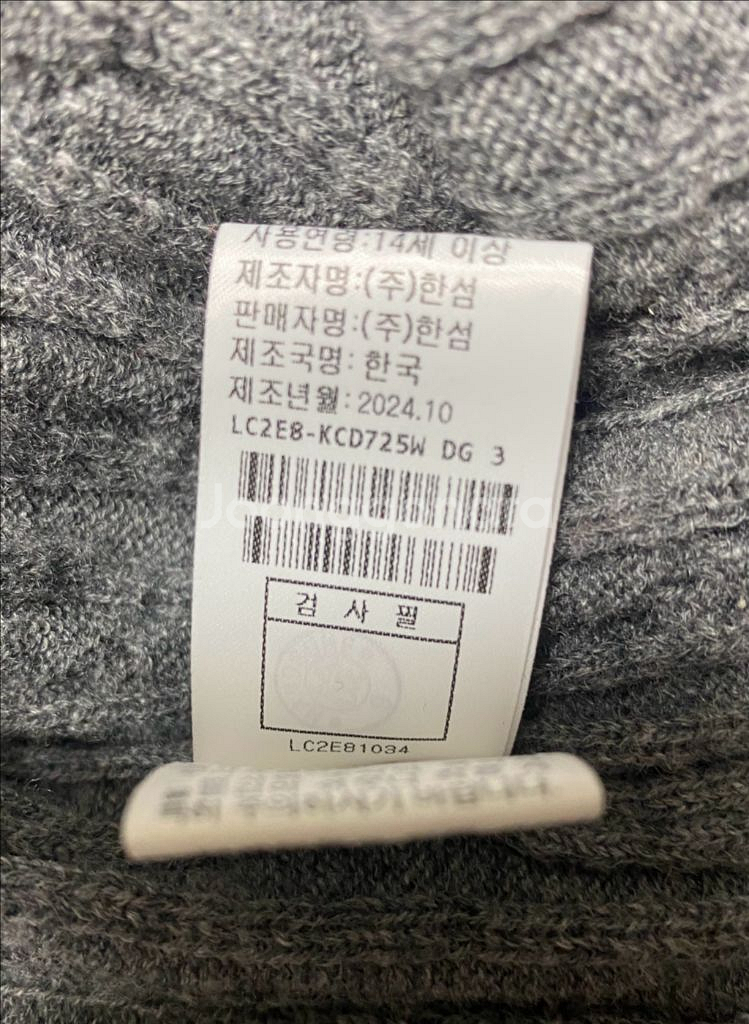 사용연령:14세 이상
제조자명:(주)한섬
판매자명:(주)한섬
제조국명: 한국
제조년월:2024.10
LC2E8-KCD725W DG 3
검 사 필
LC2E81034